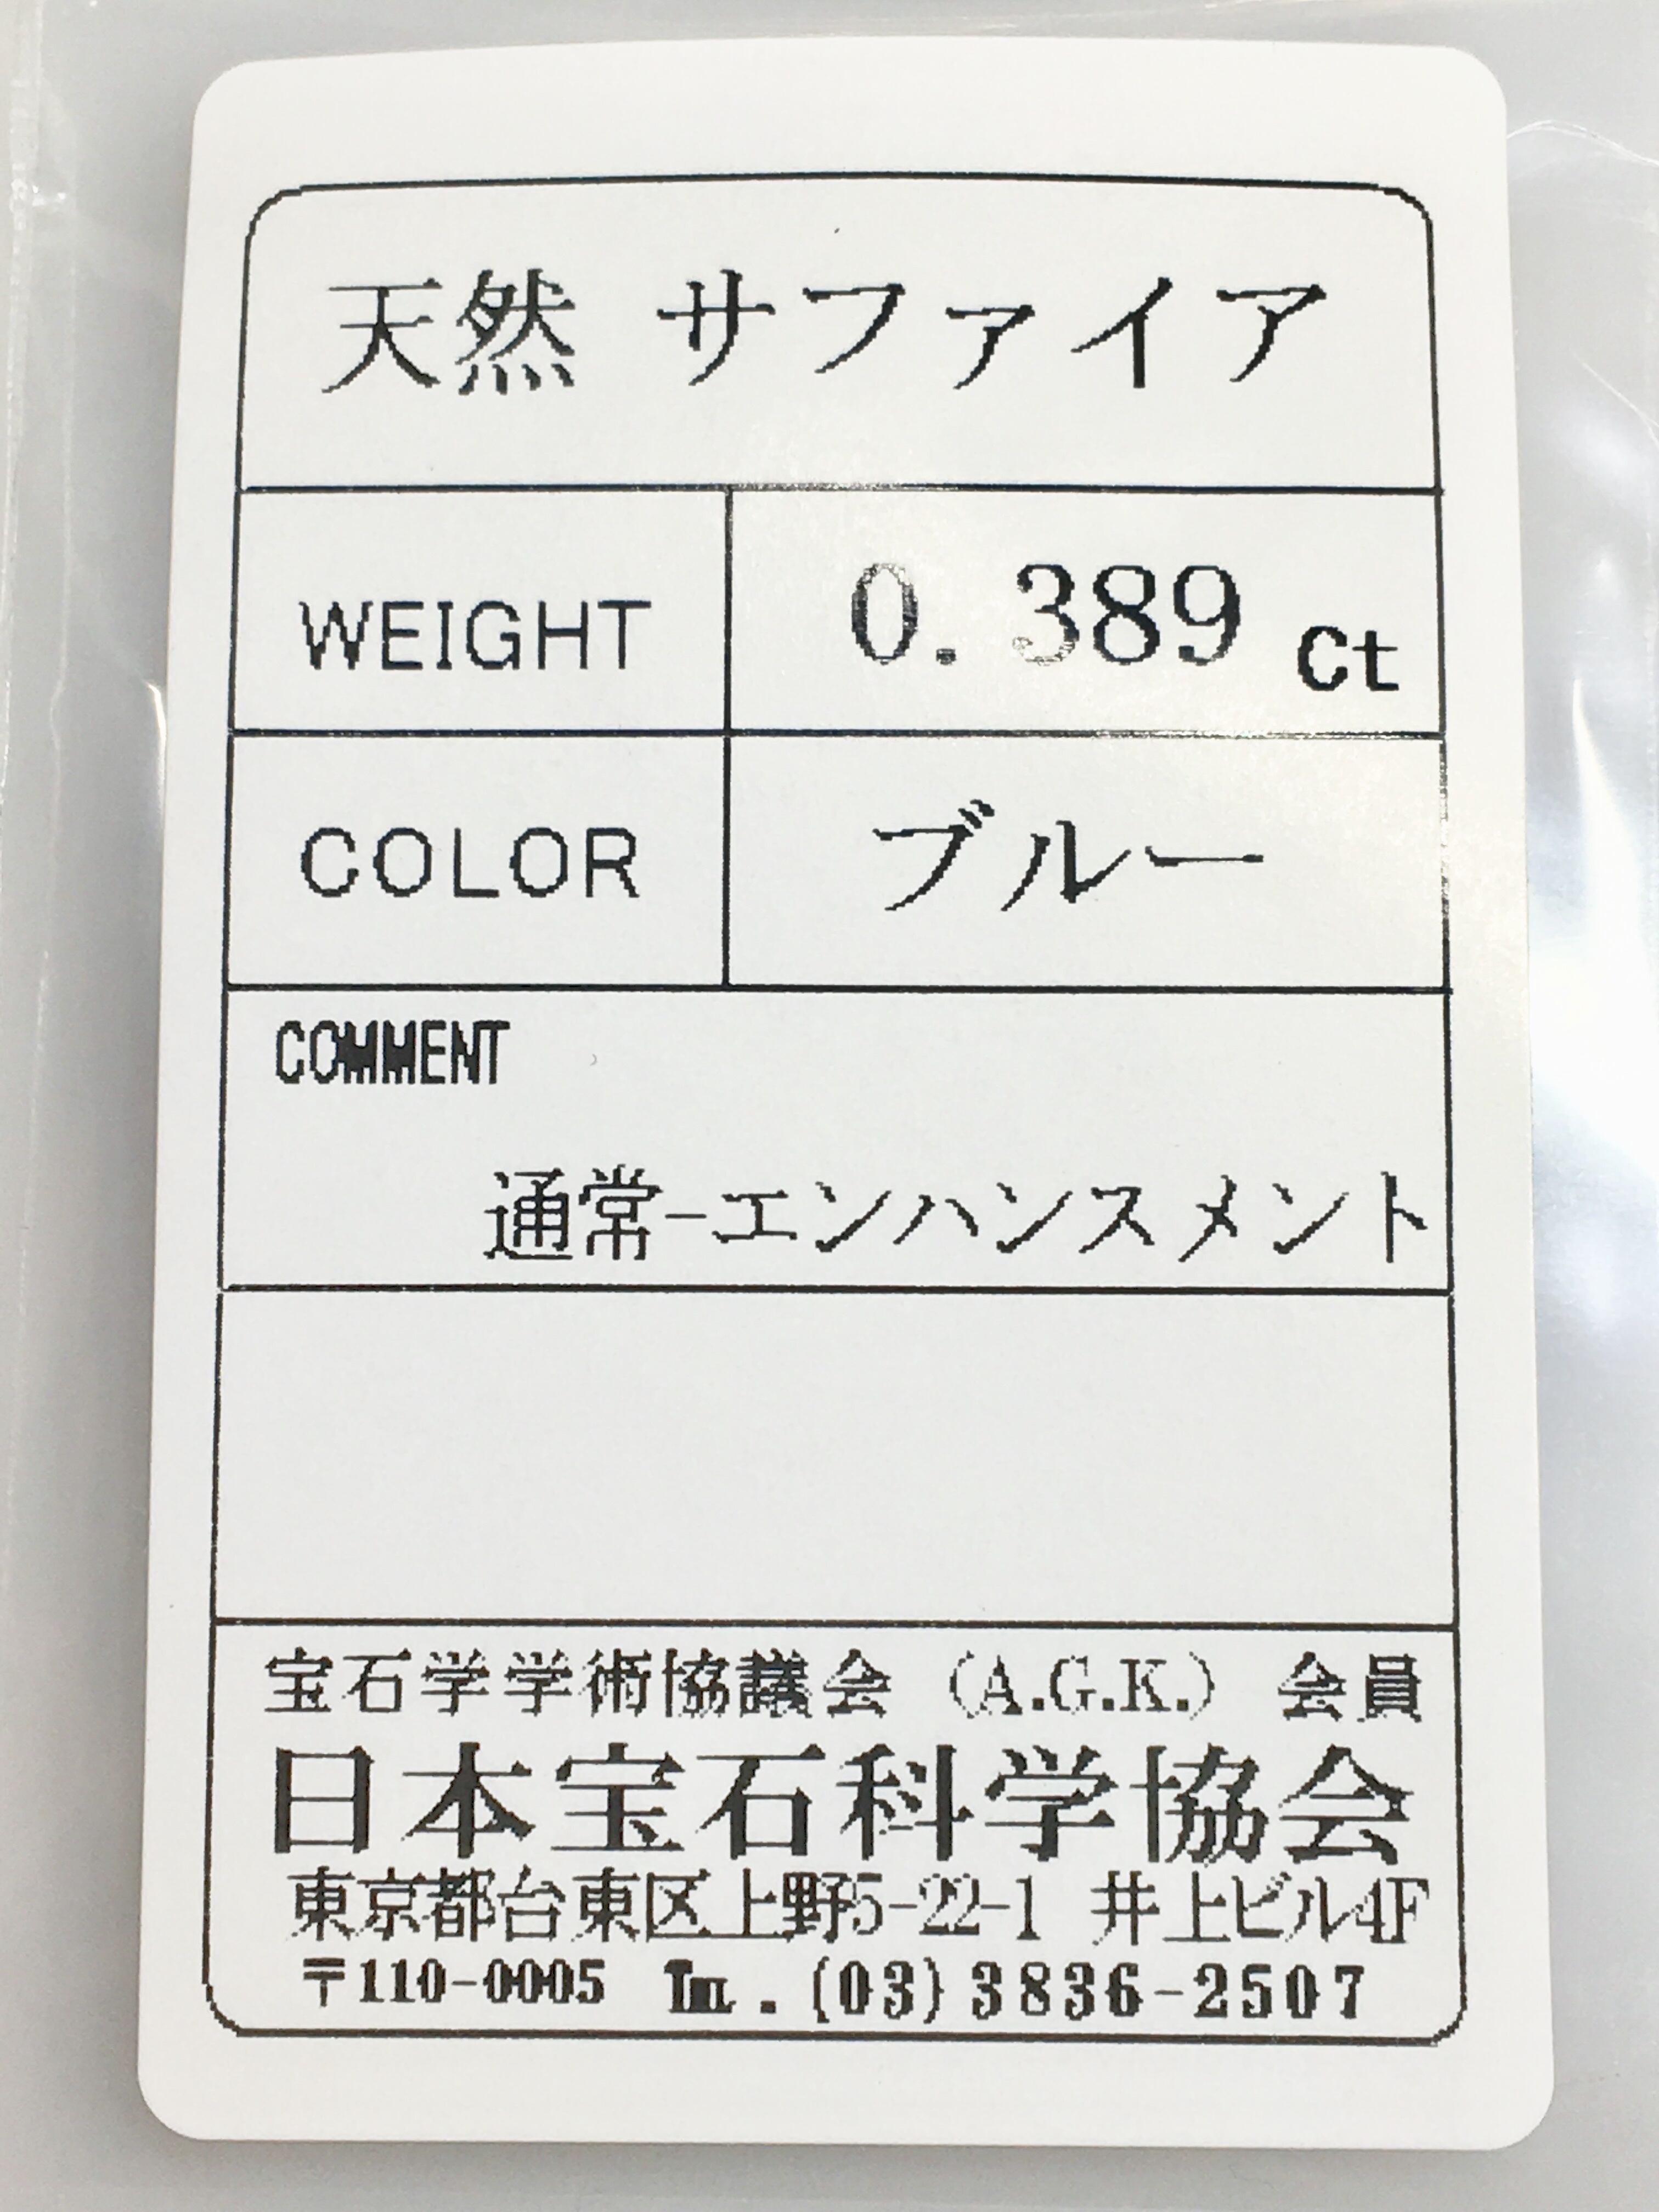 天然 サファイア
WEIGHT 0.389 Ct
COLOR ブルー
COMMENT
通常-エンハンスメント
宝石学学術協議会 (A.G.K.) 会員
日本宝石科学協会
東京都台東区上野5-22-1 井上ビル4F
〒110-0005 ℡.(03)3836-2507